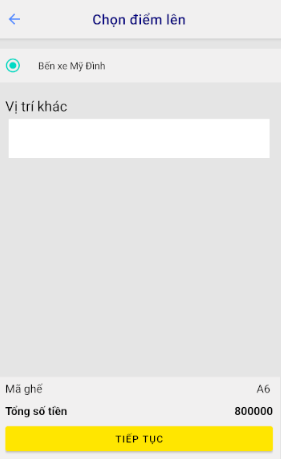 Chọn điểm lên
Bến xe Mỹ Đình
Vị trí khác
Mã ghế A6
Tổng số tiền 800000
TIẾP TỤC